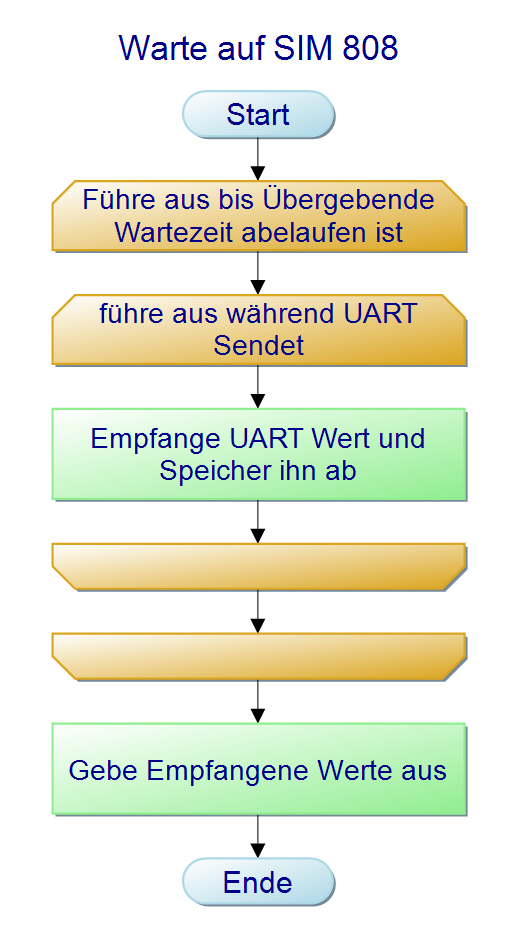 Warte auf SIM 808
Start
Führe aus bis Übergebende
Wartezeit abelaufen ist
führe aus während UART
Sendet
Empfange UART Wert und
Speicher ihn ab
Gebe Empfangene Werte aus
Ende